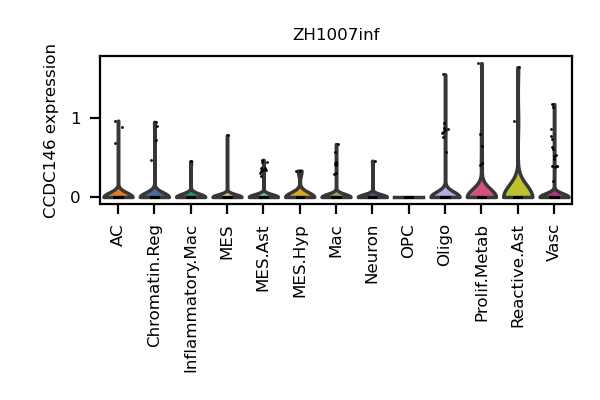 ZH1007inf
CCDC146 expression
1
0
AC
Chromatin.Reg
Inflammatory.Mac
MES
MES.Ast
MES.Hyp
Mac
Neuron
OPC
Oligo
Prolif.Metab
Reactive.Ast
Vasc